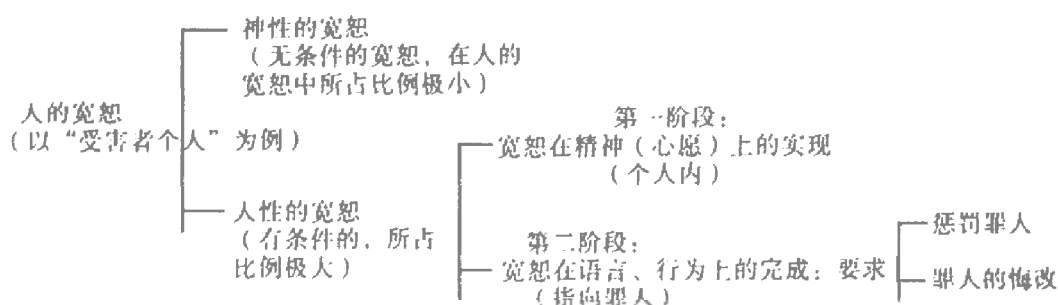 神性的宽恕
（无条件的宽恕，在人的
宽恕中所占比例极小）
人的宽恕
（以“受害者个人”为例）
第一阶段：
宽恕在精神（心愿）上的实现
（个人内）
人性的宽恕
（有条件的，所占
比例极大）
第二阶段：
宽恕在语言、行为上的完成：要求
（指向罪人）
惩罚罪人
罪人的悔改